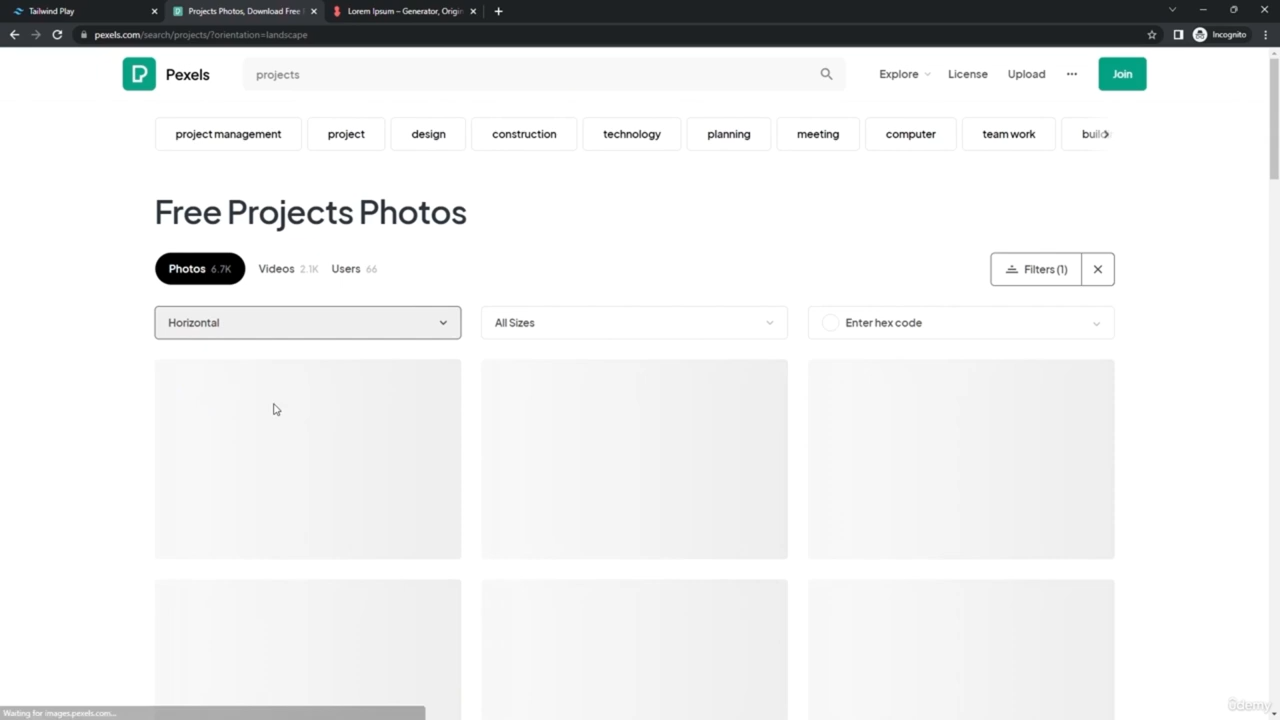 Tailwind Play
Projects Photos, Download Free
Lorem Ipsum – Generator, Origin
pexels.com/search/projects/?orientation=landscape
Incognito
Pexels
projects
Explore
License
Upload
Join
project management
project
design
construction
technology
planning
meeting
computer
team work
build
Free Projects Photos
Photos 6.7K
Videos 2.1K
Users 66
Filters (1)
Horizontal
All Sizes
Enter hex code
Waiting for images.pexels.com...
ûdemy